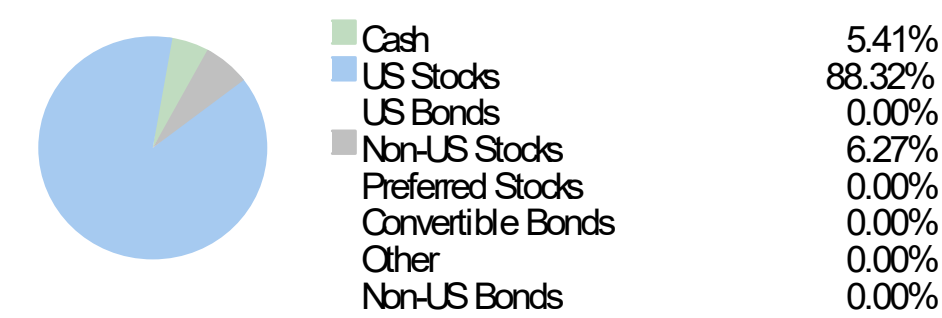 Cash 5.41%
US Stocks 88.32%
US Bonds 0.00%
Non-US Stocks 6.27%
Preferred Stocks 0.00%
Convertible Bonds 0.00%
Other 0.00%
Non-US Bonds 0.00%